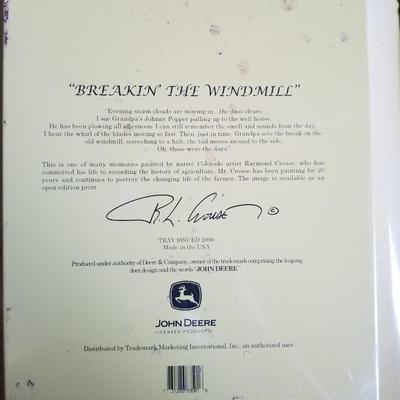 "BREAKIN' THE WINDMILL"
"Evening storm clouds are moving in...the dust clears.
I see Grandpa's Johnny Popper pulling up to the well house.
He has been plowing all afternoon. I can still remember the smell and sounds from the day.
I hear the whirl of the blades moving so fast. Then, just in time, Grandpa sets the break on the
old windmill, screeching to a halt, the tail moves around to the side.
Oh, those were the days."
This is one of many memories painted by native Colorado artist Raymond Crouse, who has
committed his life to recording the history of agriculture. Mr. Crouse has been painting for 20
years and continues to portray the changing life of the farmer. The image is available as an
open edition print.
R.L. Crouse ©
TRAY ISSUED 2000
Made in the USA
Produced under authority of Deere & Company, owner of the trademark comprising the leaping
deer design and the words "JOHN DEERE"
JOHN DEERE
LICENSED PRODUCT
Distributed by Trademark Marketing International, Inc., an authorized user.